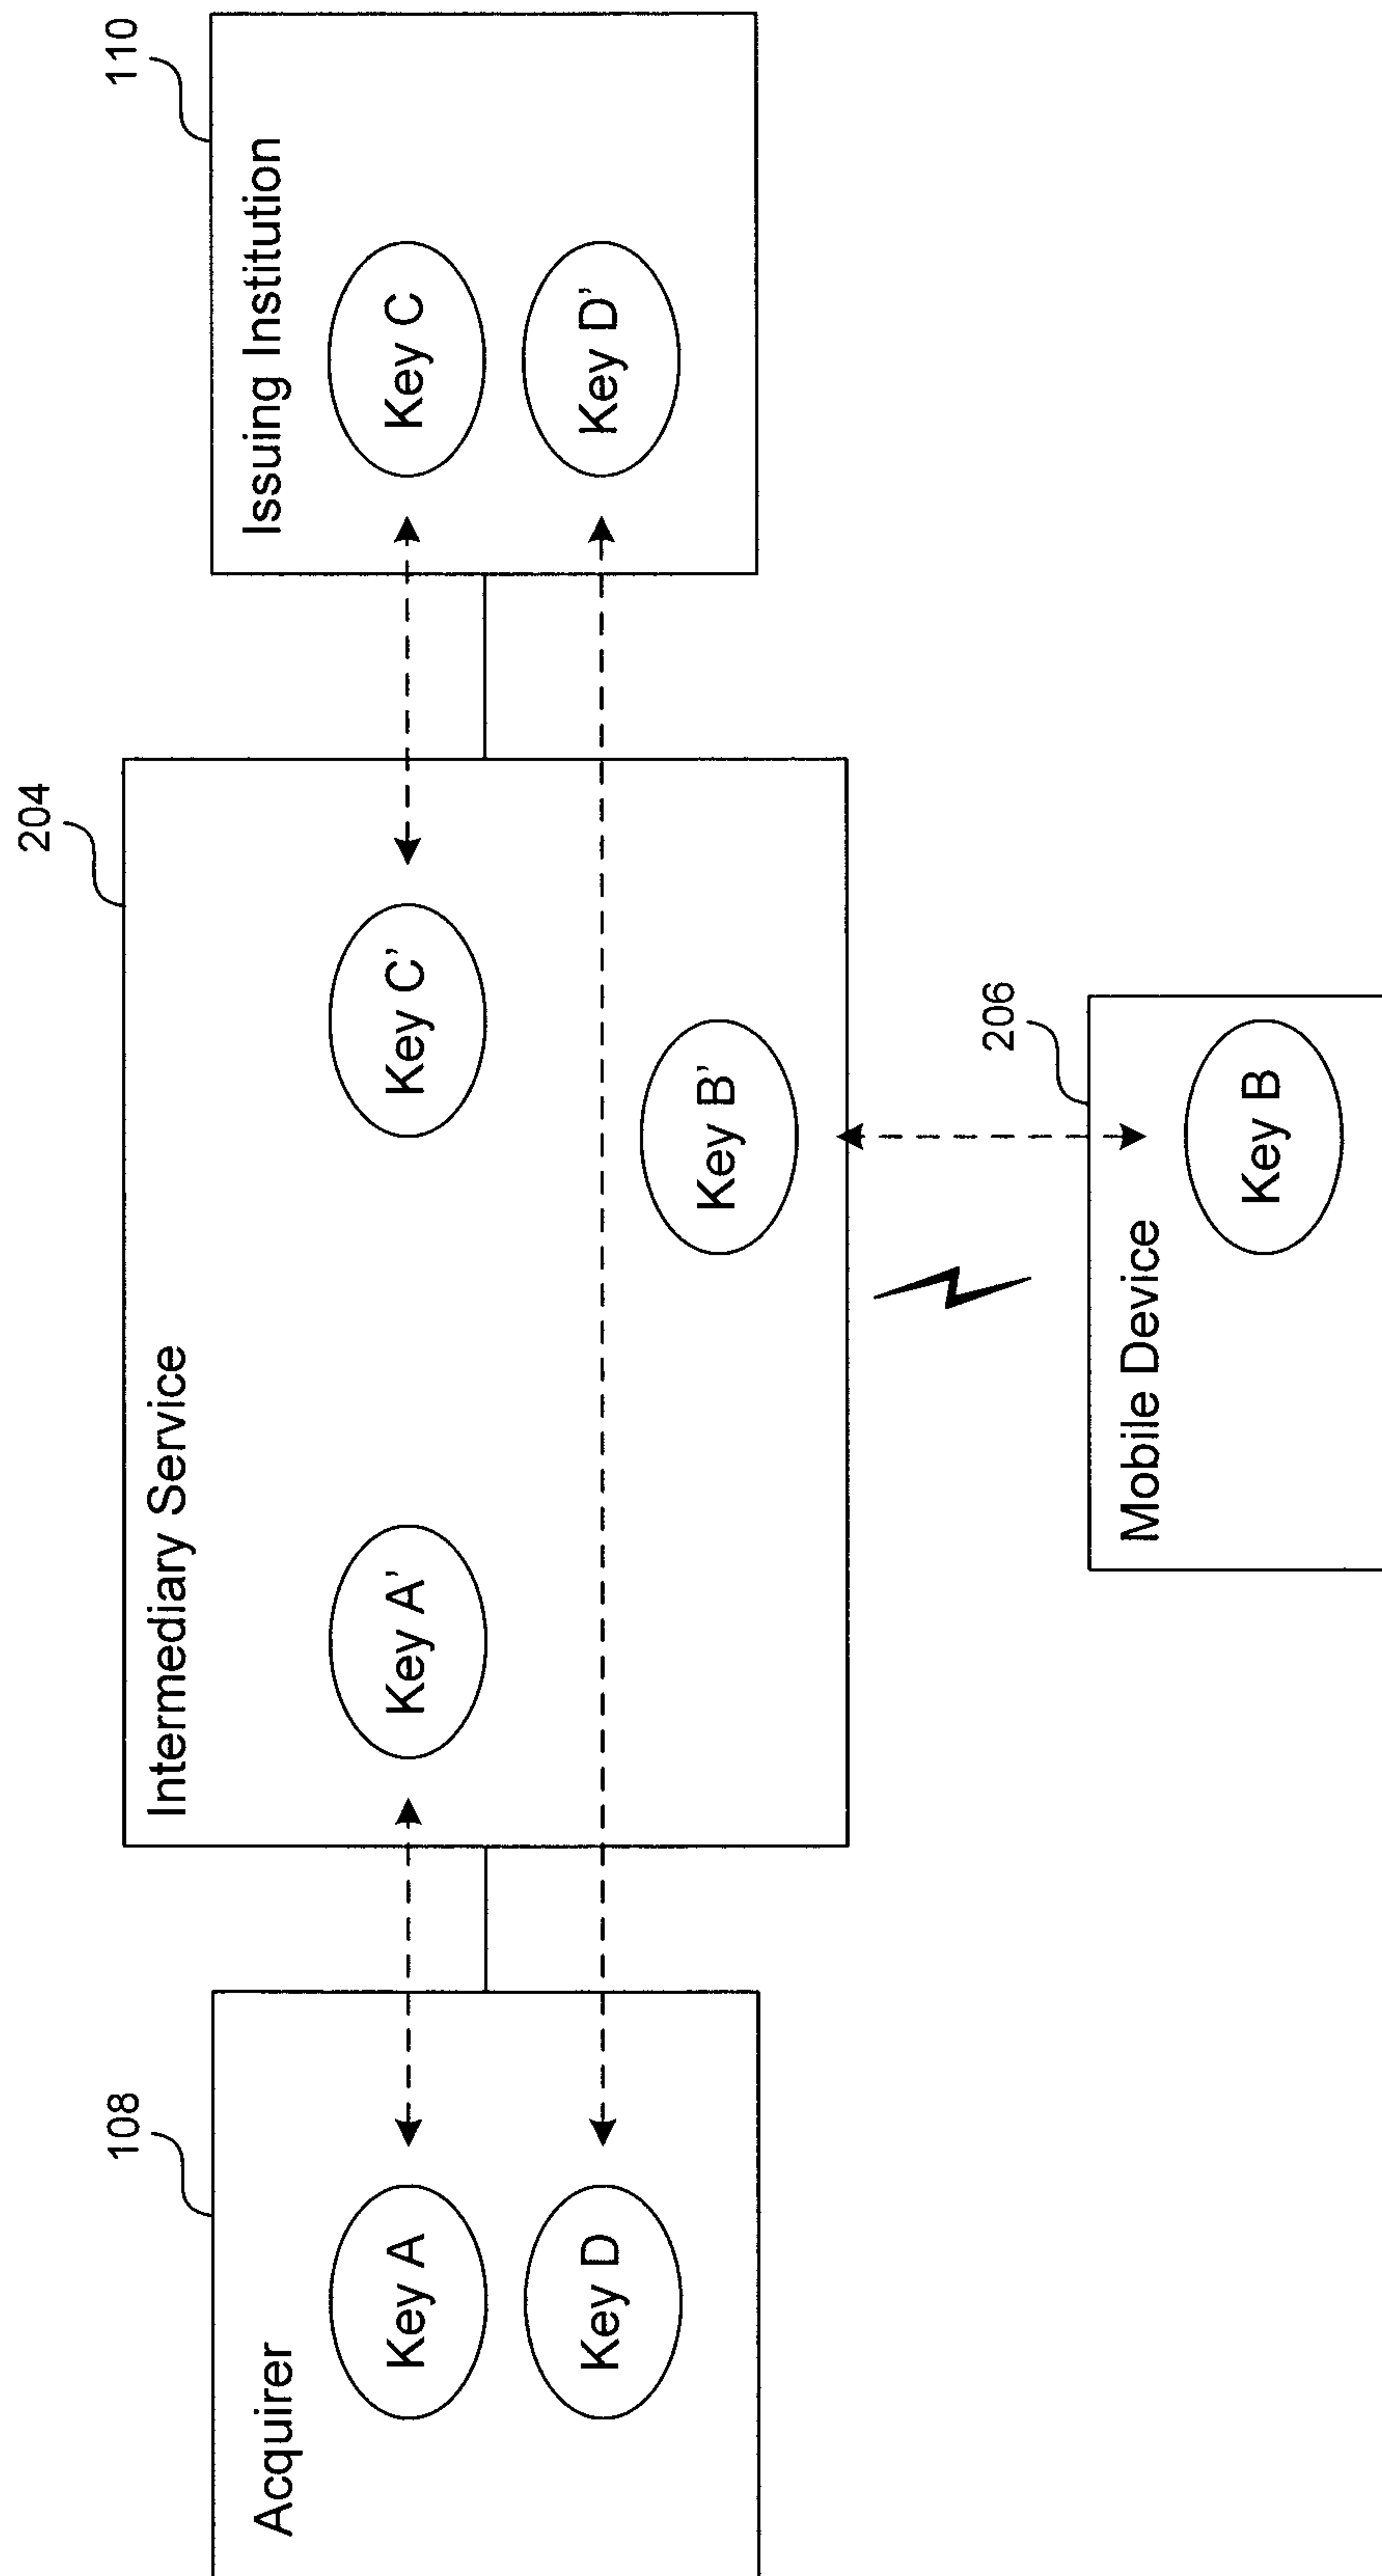 204
110
108
Intermediary Service
Issuing Institution
Acquirer
Key A
Key A’
Key C’
Key C
Key D
Key D’
Key B’
206
Mobile Device
Key B